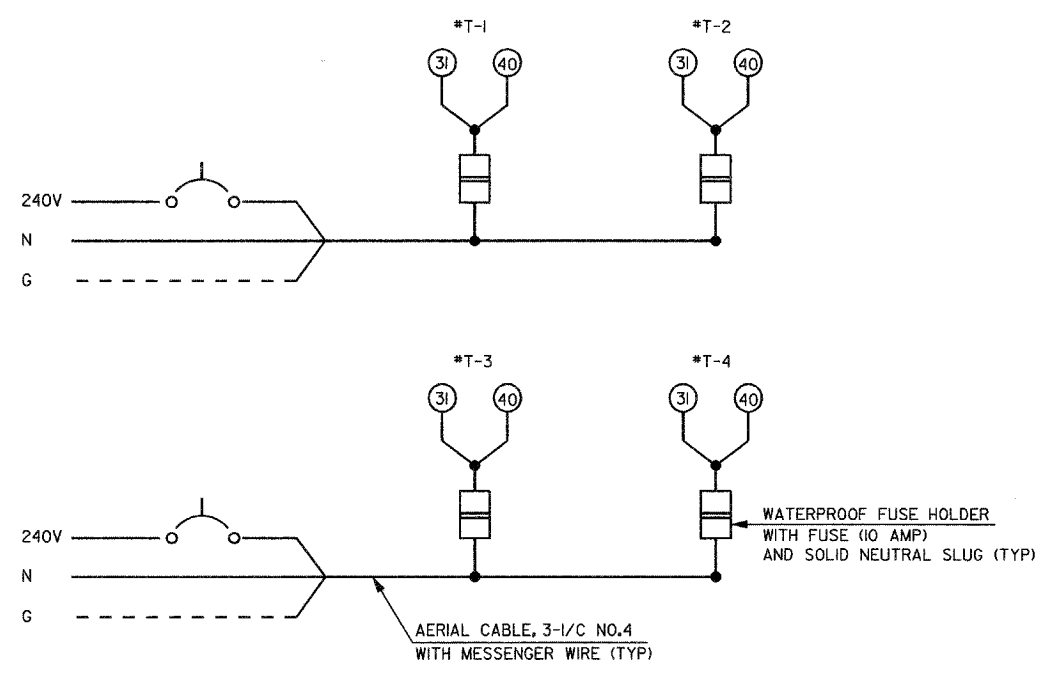 #T-1
#T-2
31 40 31 40
240V
N
G
#T-3
#T-4
31 40 31 40
240V
N
G
WATERPROOF FUSE HOLDER
WITH FUSE (10 AMP)
AND SOLID NEUTRAL SLUG (TYP)
AERIAL CABLE, 3-1/C NO.4
WITH MESSENGER WIRE (TYP)